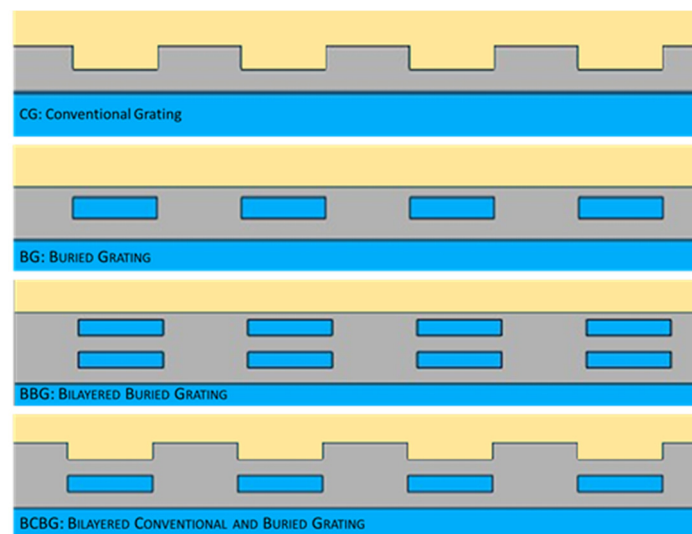 CG: Conventional Grating
BG: BURIED GRATING
BBG: BILAYERED BURIED GRATING
BCBG: BILAYERED CONVENTIONAL AND BURIED GRATING